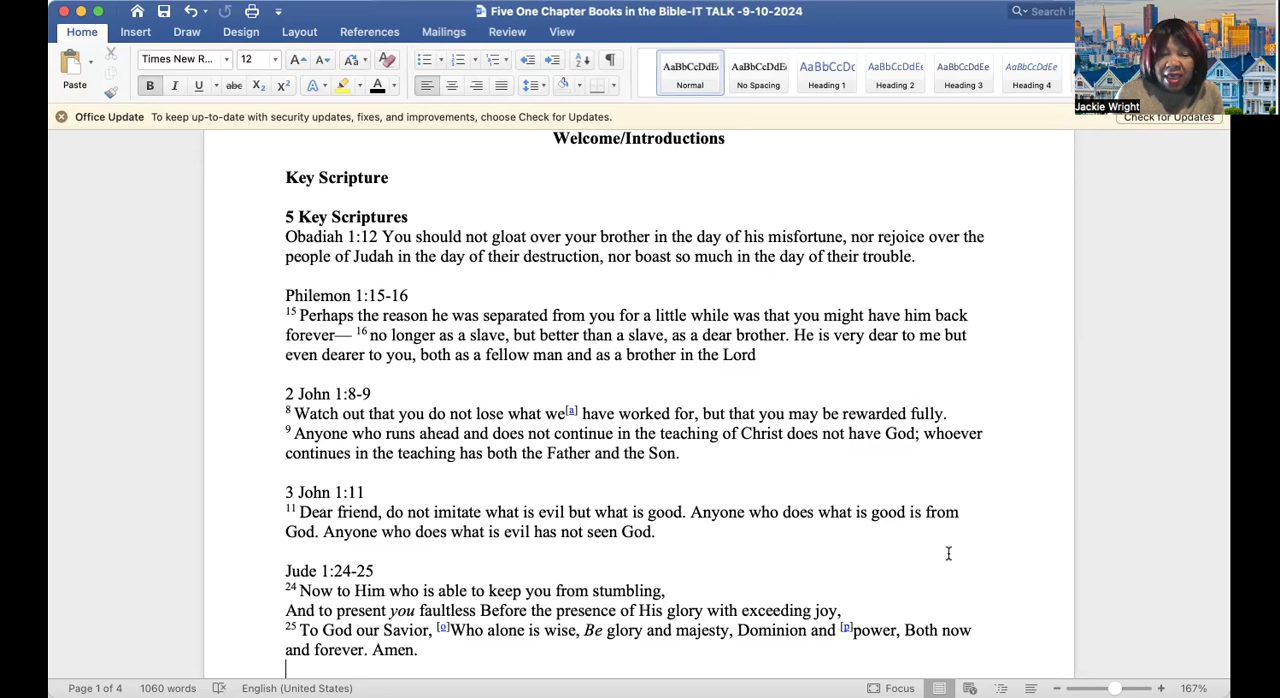 Five One Chapter Books in the Bible-IT TALK -9-10-2024
Search in
Home Insert Draw Design Layout References Mailings Review View
Paste
Times New R... 12
AaBbCcDdEe AaBbCcDdEe AaBbCcDc AaBbCcDdEe AaBbCcDdEe AaBbCcDdEe
Normal No Spacing Heading 1 Heading 2 Heading 3 Heading 4
Jackie Wright
Office Update To keep up-to-date with security updates, fixes, and improvements, choose Check for Updates.
Check for Updates
Welcome/Introductions
Key Scripture
5 Key Scriptures
Obadiah 1:12 You should not gloat over your brother in the day of his misfortune, nor rejoice over the
people of Judah in the day of their destruction, nor boast so much in the day of their trouble.
Philemon 1:15-16
15 Perhaps the reason he was separated from you for a little while was that you might have him back
forever— 16 no longer as a slave, but better than a slave, as a dear brother. He is very dear to me but
even dearer to you, both as a fellow man and as a brother in the Lord
2 John 1:8-9
8 Watch out that you do not lose what we[a] have worked for, but that you may be rewarded fully.
9 Anyone who runs ahead and does not continue in the teaching of Christ does not have God; whoever
continues in the teaching has both the Father and the Son.
3 John 1:11
11 Dear friend, do not imitate what is evil but what is good. Anyone who does what is good is from
God. Anyone who does what is evil has not seen God.
Jude 1:24-25
24 Now to Him who is able to keep you from stumbling,
And to present you faultless Before the presence of His glory with exceeding joy,
25 To God our Savior, [o]Who alone is wise, Be glory and majesty, Dominion and [p]power, Both now
and forever. Amen.
Page 1 of 4 1060 words English (United States) Focus 167%